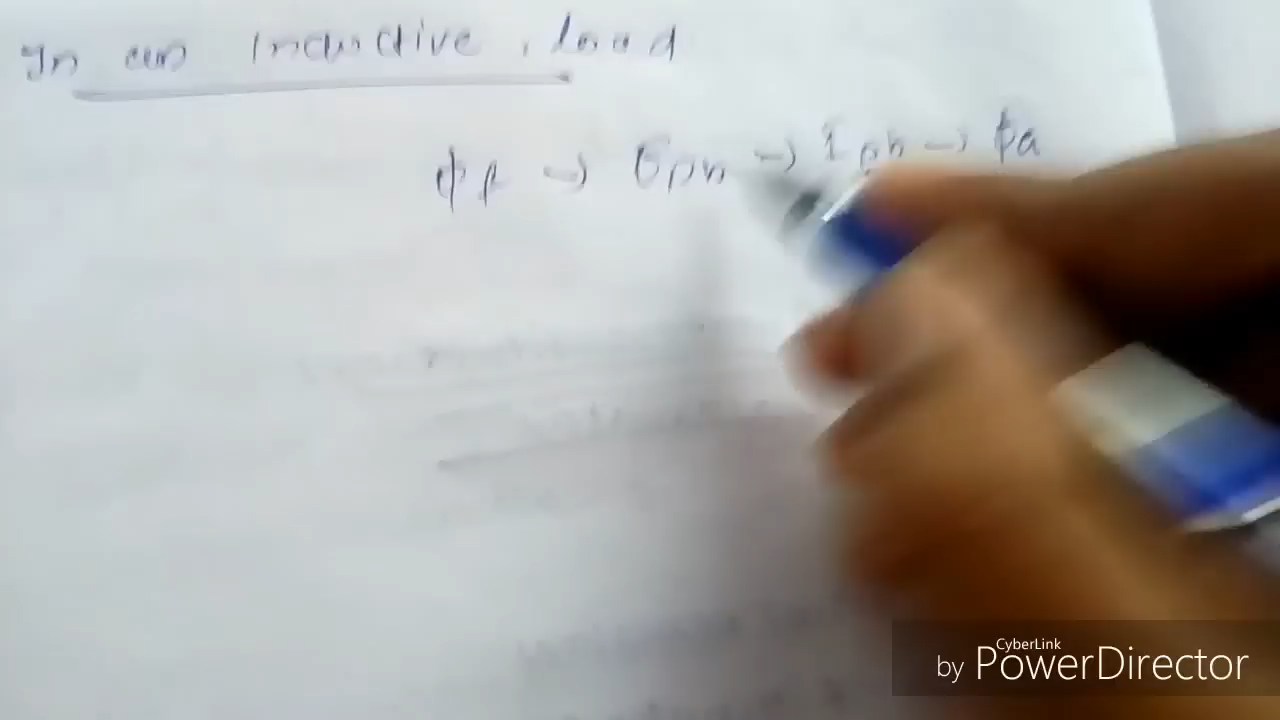 In an Inductive load
ϕf → Eph → Iph → ϕa
CyberLink
by PowerDirector